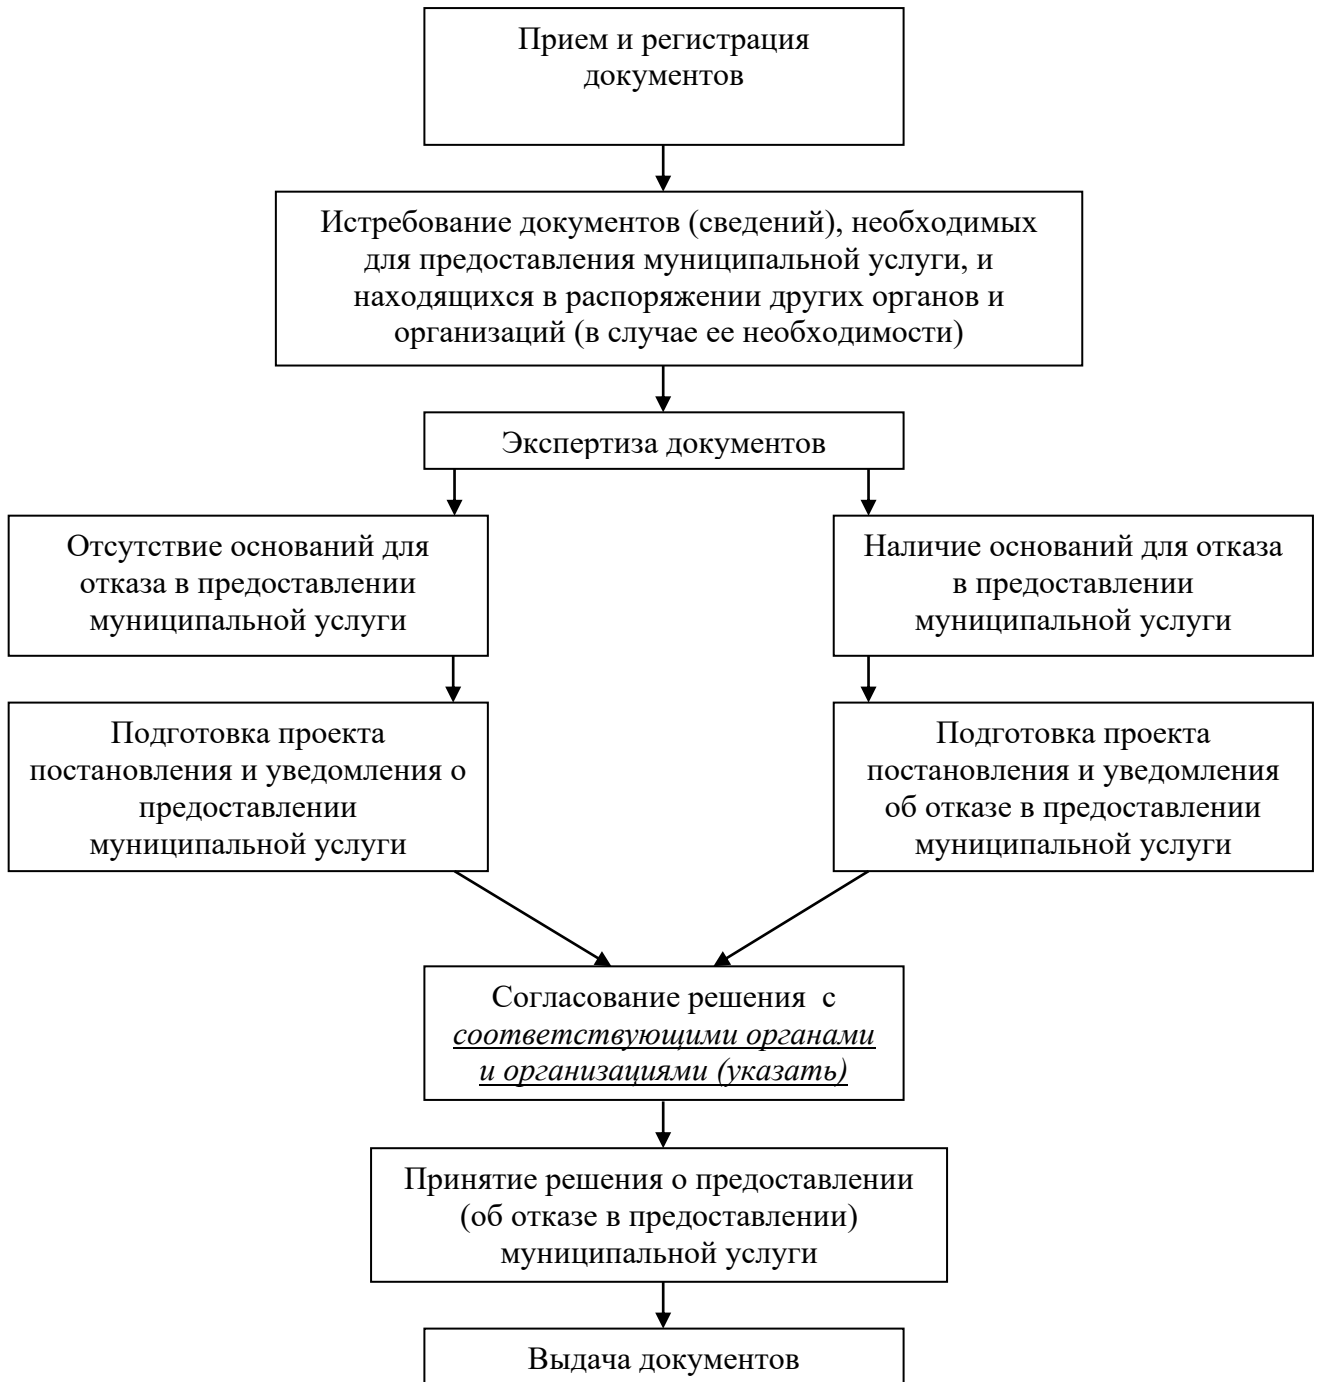 Прием и регистрация
документов
Истребование документов (сведений), необходимых
для предоставления муниципальной услуги, и
находящихся в распоряжении других органов и
организаций (в случае ее необходимости)
Экспертиза документов
Отсутствие оснований для
отказа в предоставлении
муниципальной услуги
Наличие оснований для отказа
в предоставлении
муниципальной услуги
Подготовка проекта
постановления и уведомления о
предоставлении
муниципальной услуги
Подготовка проекта
постановления и уведомления
об отказе в предоставлении
муниципальной услуги
Согласование решения с
соответствующими органами
и организациями (указать)
Принятие решения о предоставлении
(об отказе в предоставлении)
муниципальной услуги
Выдача документов